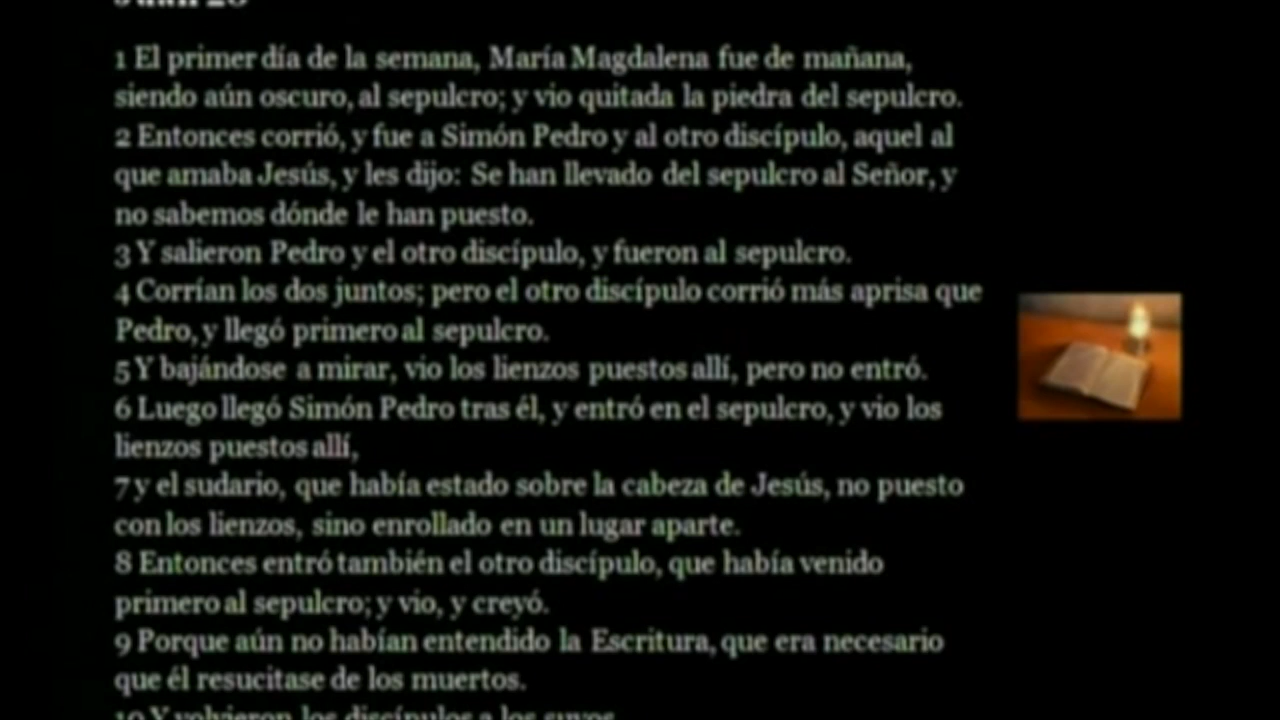 Juan 20
1 El primer día de la semana, María Magdalena fue de mañana,
siendo aún oscuro, al sepulcro; y vio quitada la piedra del sepulcro.
2 Entonces corrió, y fue a Simón Pedro y al otro discípulo, aquel al
que amaba Jesús, y les dijo: Se han llevado del sepulcro al Señor, y
no sabemos dónde le han puesto.
3 Y salieron Pedro y el otro discípulo, y fueron al sepulcro.
4 Corrían los dos juntos; pero el otro discípulo corrió más aprisa que
Pedro, y llegó primero al sepulcro.
5 Y bajándose a mirar, vio los lienzos puestos allí, pero no entró.
6 Luego llegó Simón Pedro tras él, y entró en el sepulcro, y vio los
lienzos puestos allí,
7 y el sudario, que había estado sobre la cabeza de Jesús, no puesto
con los lienzos, sino enrollado en un lugar aparte.
8 Entonces entró también el otro discípulo, que había venido
primero al sepulcro; y vio, y creyó.
9 Porque aún no habían entendido la Escritura, que era necesario
que él resucitase de los muertos.
10 Y volvieron los discípulos a los suyos.